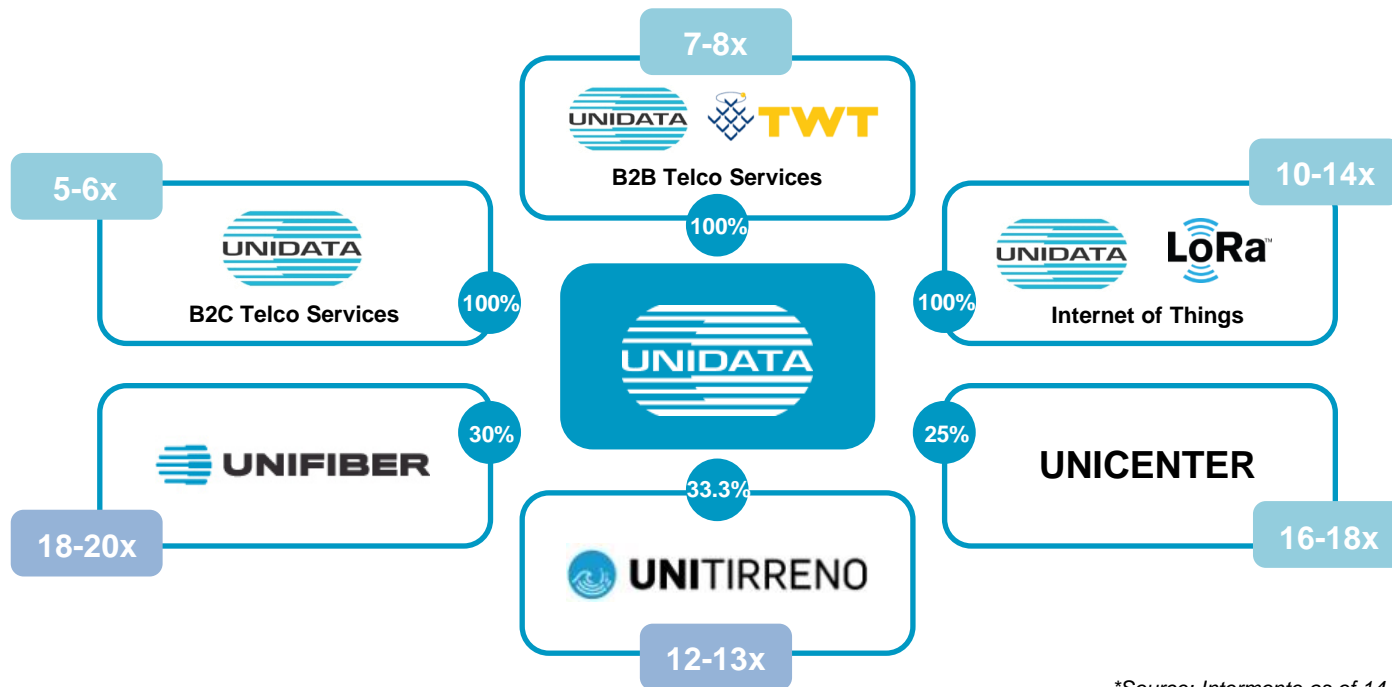 7-8x
UNIDATA TWT
B2B Telco Services
100%
5-6x
UNIDATA
B2C Telco Services
100%
10-14x
UNIDATA LoRa™
Internet of Things
100%
UNIDATA
UNIFIBER
30%
18-20x
UNICENTER
25%
16-18x
33.3%
UNITIRRENO
12-13x